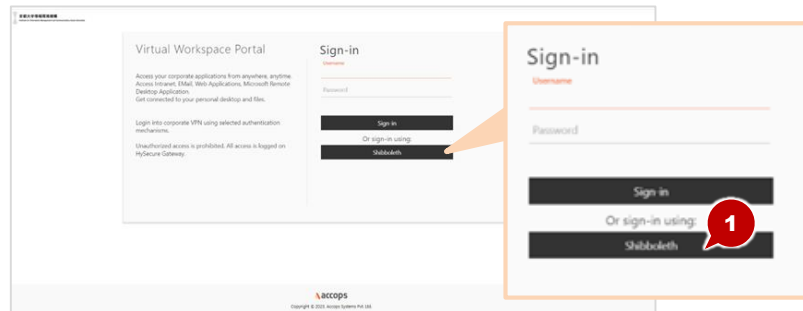 Virtual Workspace Portal
Access your corporate applications from anywhere, anytime.
Access Intranet, EMail, Web Applications, Microsoft Remote
Desktop Application.
Get connected to your personal desktop and files.
Login into corporate VPN using selected authentication
mechanisms.
Unauthorized access is prohibited. All access is logged on
HySecure Gateway.
Sign-in
Username
Password
Sign in
Or sign-in using:
Shibboleth
Sign-in
Username
Password
Sign in
Or sign-in using:
1
Shibboleth
accops
Copyright © Accops Systems Pvt Ltd.